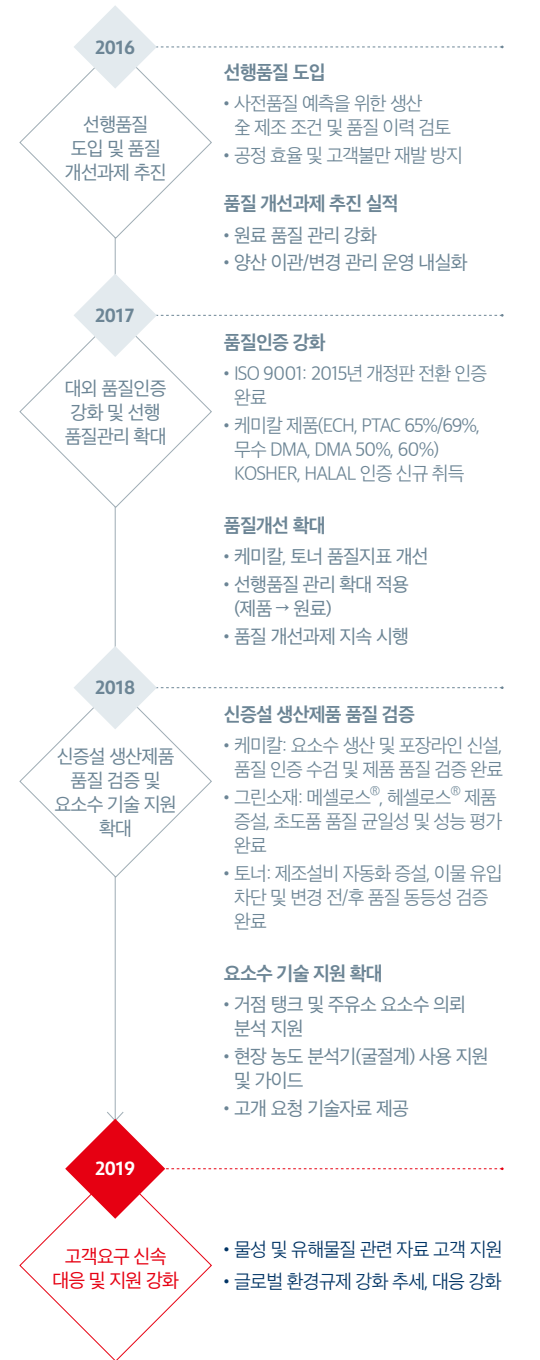 2016
선행품질
도입 및 품질
개선과제 추진
선행품질 도입
• 사전품질 예측을 위한 생산
全 제조 조건 및 품질 이력 검토
• 공정 효율 및 고객불만 재발 방지
품질 개선과제 추진 실적
• 원료 품질 관리 강화
• 양산 이관/변경 관리 운영 내실화
2017
대외 품질인증
강화 및 선행
품질관리 확대
품질인증 강화
• ISO 9001: 2015년 개정판 전환 인증
완료
• 케미칼 제품(ECH, PTAC 65%/69%,
무수 DMA, DMA 50%, 60%)
KOSHER, HALAL 인증 신규 취득
품질개선 확대
• 케미칼, 토너 품질지표 개선
• 선행품질 관리 확대 적용
(제품 → 원료)
• 품질 개선과제 지속 시행
2018
신증설 생산제품
품질 검증 및
요소수 기술 지원
확대
신증설 생산제품 품질 검증
• 케미칼: 요소수 생산 및 포장라인 신설,
품질 인증 수검 및 제품 품질 검증 완료
• 그린소재: 메셀로스®, 헤셀로스® 제품
증설, 초도품 품질 균일성 및 성능 평가
완료
• 토너: 제조설비 자동화 증설, 이물 유입
차단 및 변경 전/후 품질 동등성 검증
완료
요소수 기술 지원 확대
• 거점 탱크 및 주유소 요소수 의뢰
분석 지원
• 현장 농도 분석기(굴절계) 사용 지원
및 가이드
• 고개 요청 기술자료 제공
2019
고객요구 신속
대응 및 지원 강화
• 물성 및 유해물질 관련 자료 고객 지원
• 글로벌 환경규제 강화 추세, 대응 강화